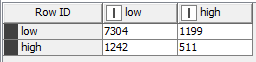 Row ID I low I high
low 7304 1199
high 1242 511